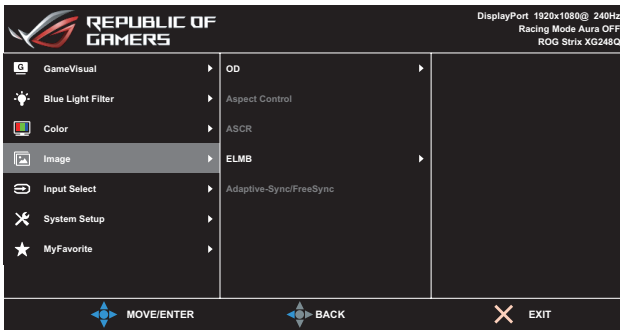 REPUBLIC OF
GAMERS
DisplayPort 1920x1080@ 240Hz
Racing Mode Aura OFF
ROG Strix XG248Q
G GameVisual
Blue Light Filter
Color
Image
Input Select
System Setup
MyFavorite
OD
Aspect Control
ASCR
ELMB
Adaptive-Sync/FreeSync
MOVE/ENTER
BACK
EXIT